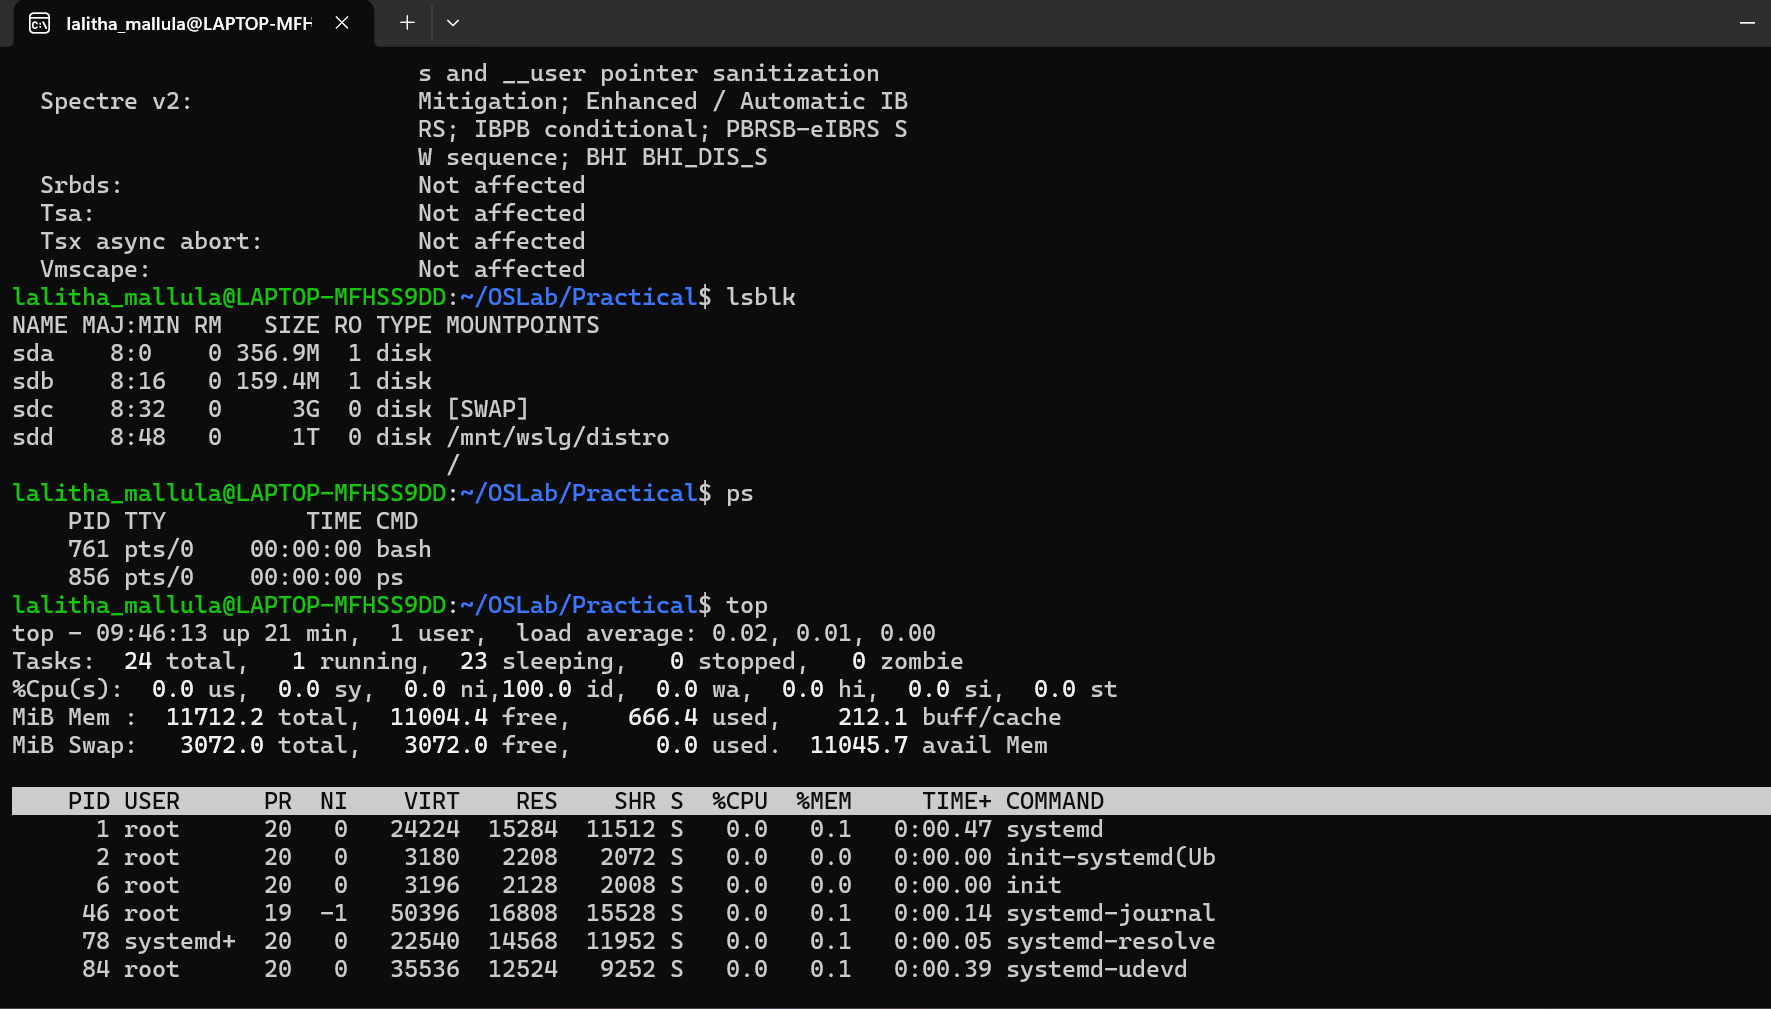 lalitha_mallula@LAPTOP-MFH
s and __user pointer sanitization
Spectre v2: Mitigation; Enhanced / Automatic IB
RS; IBPB conditional; PBRSB-eIBRS S
W sequence; BHI BHI_DIS_S
Srbds: Not affected
Tsa: Not affected
Tsx async abort: Not affected
Vmscape: Not affected
lalitha_mallula@LAPTOP-MFHSS9DD:~/OSLab/Practical$ lsblk
NAME MAJ:MIN RM   SIZE RO TYPE MOUNTPOINTS
sda    8:0    0 356.9M  1 disk
sdb    8:16   0 159.4M  1 disk
sdc    8:32   0     3G  0 disk [SWAP]
sdd    8:48   0     1T  0 disk /mnt/wslg/distro
/
lalitha_mallula@LAPTOP-MFHSS9DD:~/OSLab/Practical$ ps
PID TTY          TIME CMD
761 pts/0    00:00:00 bash
856 pts/0    00:00:00 ps
lalitha_mallula@LAPTOP-MFHSS9DD:~/OSLab/Practical$ top
top - 09:46:13 up 21 min,  1 user,  load average: 0.02, 0.01, 0.00
Tasks:  24 total,   1 running,  23 sleeping,   0 stopped,   0 zombie
%Cpu(s):  0.0 us,  0.0 sy,  0.0 ni,100.0 id,  0.0 wa,  0.0 hi,  0.0 si,  0.0 st
MiB Mem :  11712.2 total,  11004.4 free,    666.4 used,    212.1 buff/cache
MiB Swap:   3072.0 total,   3072.0 free,      0.0 used.  11045.7 avail Mem
PID USER      PR  NI    VIRT    RES    SHR S  %CPU  %MEM     TIME+ COMMAND
1 root      20   0   24224  15284  11512 S   0.0   0.1   0:00.47 systemd
2 root      20   0    3180   2208   2072 S   0.0   0.0   0:00.00 init-systemd(Ub
6 root      20   0    3196   2128   2008 S   0.0   0.0   0:00.00 init
46 root      19  -1   50396  16808  15528 S   0.0   0.1   0:00.14 systemd-journal
78 systemd+  20   0   22540  14568  11952 S   0.0   0.1   0:00.05 systemd-resolve
84 root      20   0   35536  12524   9252 S   0.0   0.1   0:00.39 systemd-udevd